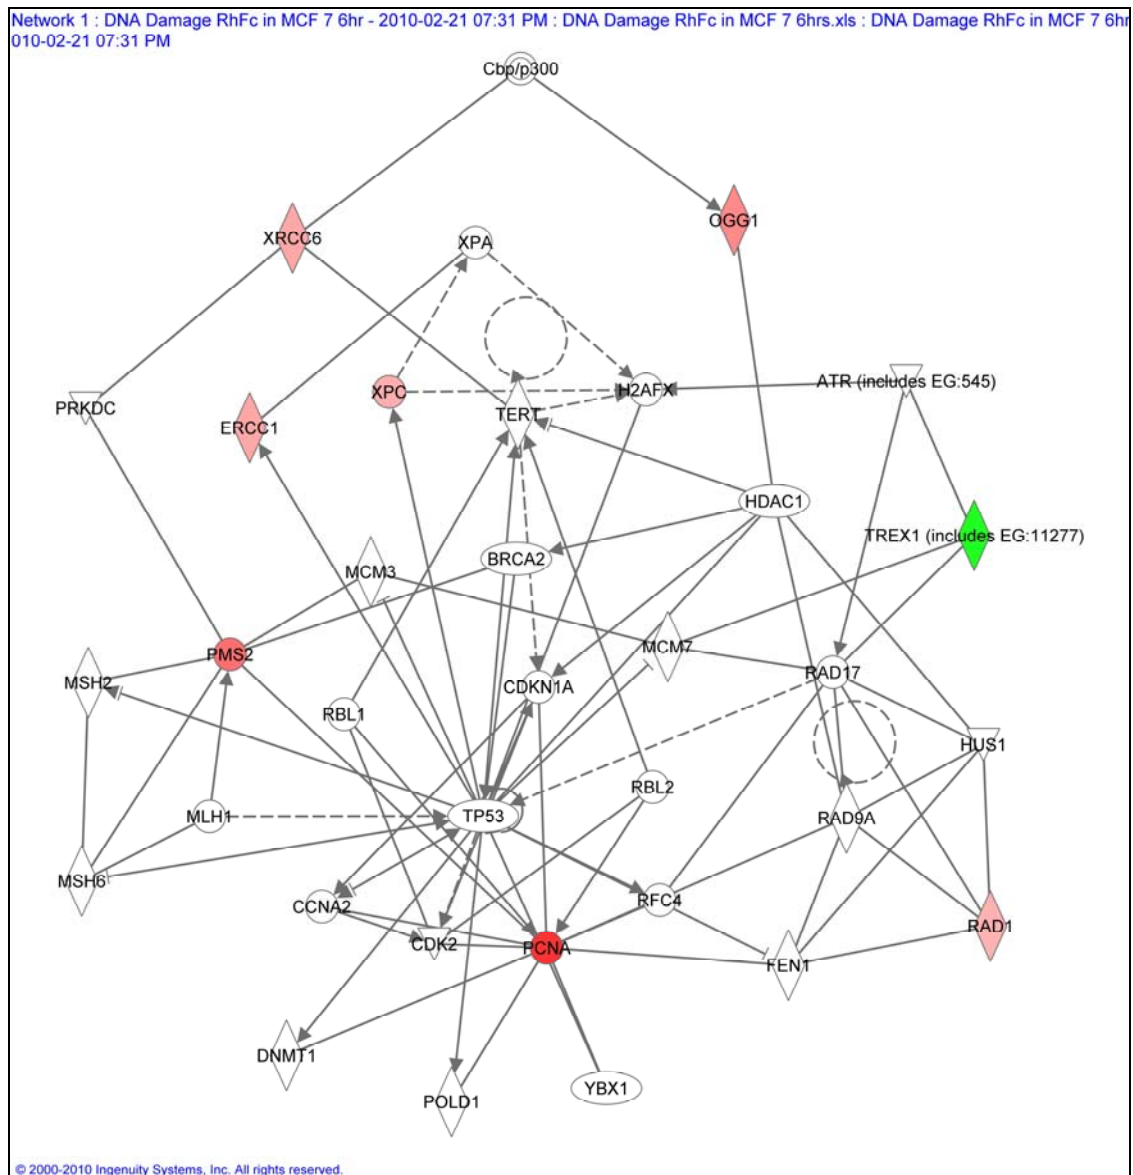 Network 1 : DNA Damage RhFc in MCF 7 6hr - 2010-02-21 07:31 PM : DNA Damage RhFc in MCF 7 6hrs.xls : DNA Damage RhFc in MCF 7 6hr
010-02-21 07:31 PM
Cbp/p300
OGG1
XRCC6
XPA
ATR (includes EG:545)
XPC
H2AFX
PRKDC
TERT
ERCC1
HDAC1
TREX1 (includes EG:11277)
BRCA2
MCM3
MCM7
PMS2
RAD17
MSH2
CDKN1A
RBL1
HUS1
RBL2
MLH1
TP53
RAD9A
MSH6
RFC4
CCNA2
RAD1
CDK2
PCNA
FEN1
DNMT1
YBX1
POLD1
© 2000-2010 Ingenuity Systems, Inc. All rights reserved.